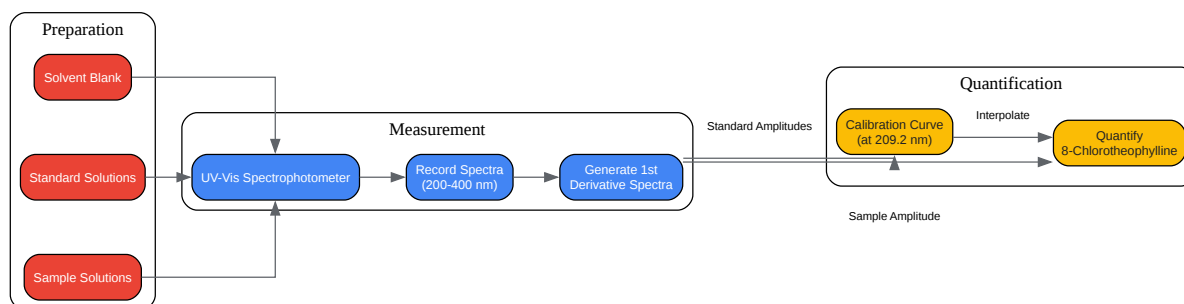 Preparation
Solvent Blank
Standard Solutions
Sample Solutions
Measurement
UV-Vis Spectrophotometer
Record Spectra
(200-400 nm)
Generate 1st
Derivative Spectra
Standard Amplitudes
Sample Amplitude
Quantification
Calibration Curve
(at 209.2 nm)
Interpolate
Quantify
8-Chlorotheophylline